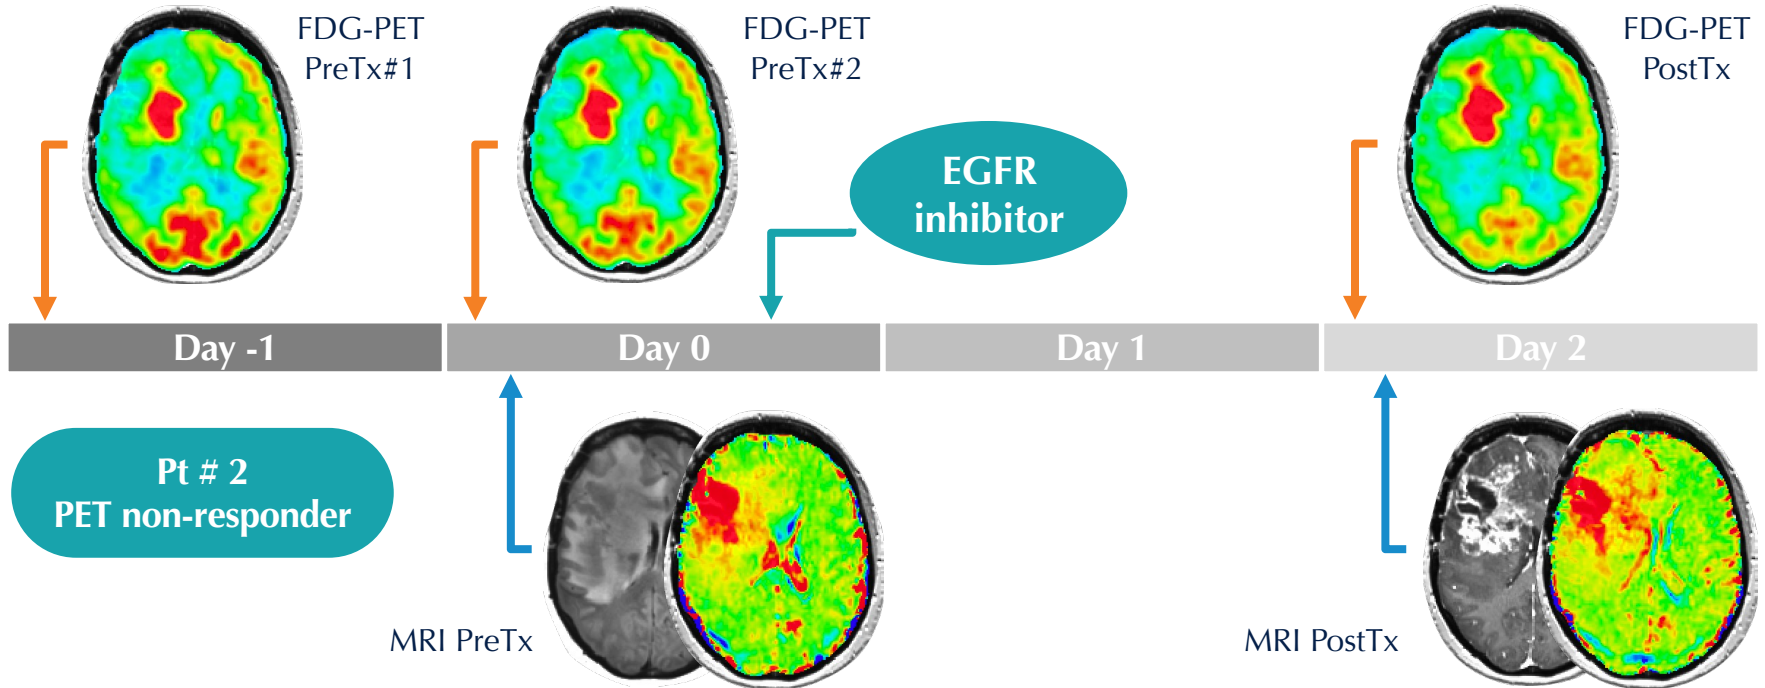 FDG-PET
PreTx#1
FDG-PET
PreTx#2
FDG-PET
PostTx
EGFR
inhibitor
Day -1
Day 0
Day 1
Day 2
Pt # 2
PET non-responder
MRI PreTx
MRI PostTx